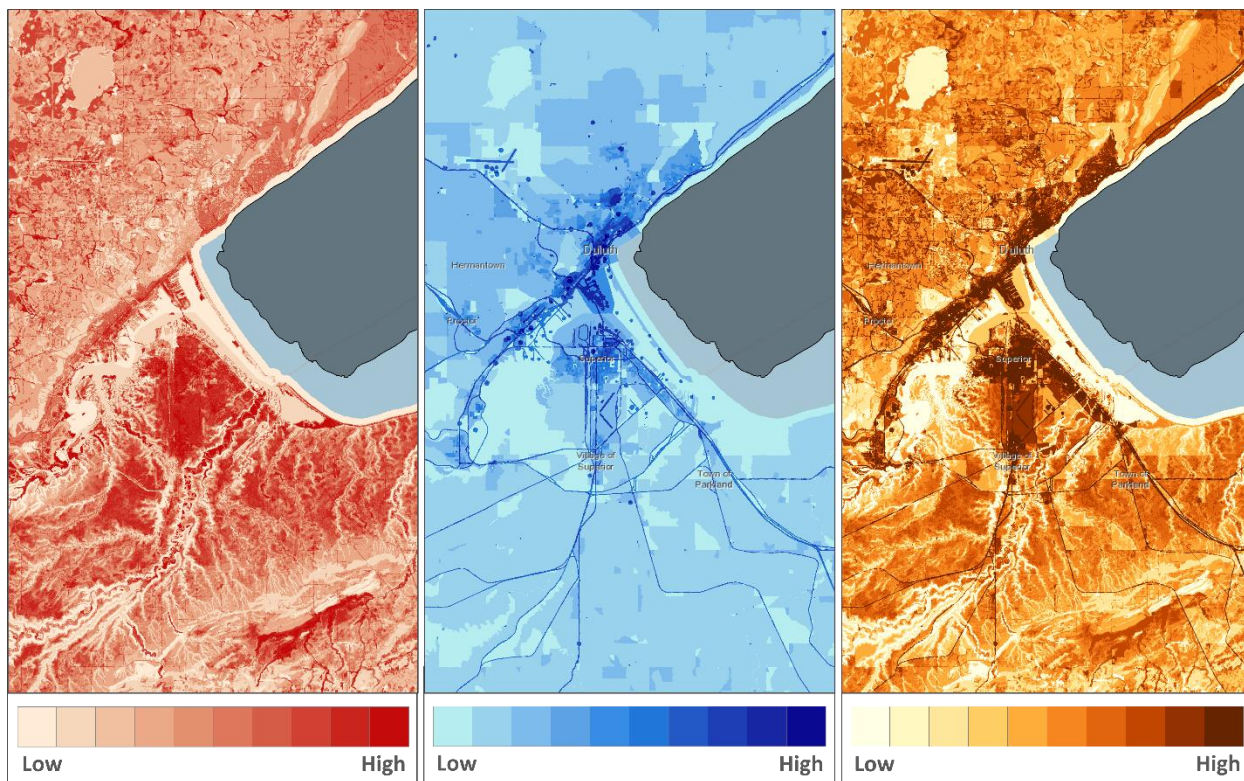 Duluth
Hermantown
Proctor
Superior
Village of
Superior
Town of
Parkland
Duluth
Hermantown
Proctor
Superior
Village of
Superior
Town of
Parkland
Low High
Low High
Low High